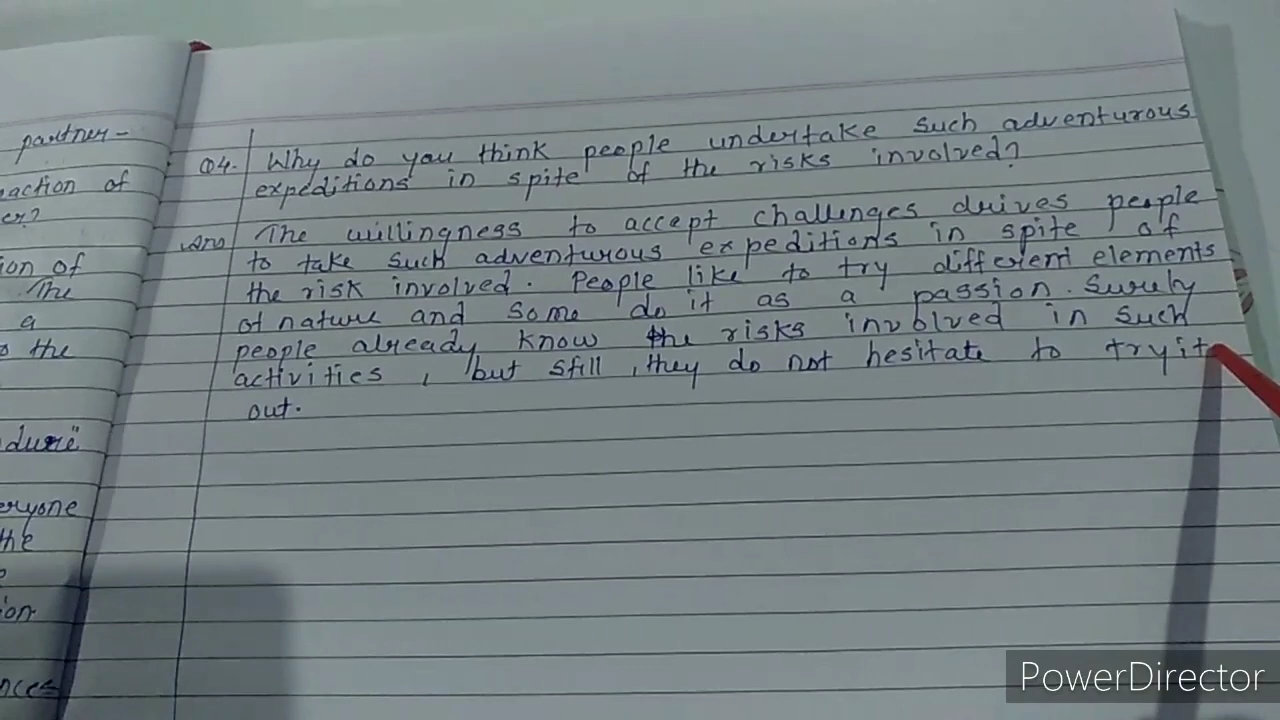 partner-
action of
er?
ion of
The
a
the
dure"
eryone
the
ion
nces
Q4. Why do you think people undertake such adventurous
expeditions in spite of the risks involved?
Ans The willingness to accept challenges drives people
to take such adventurous expeditions in spite of
the risk involved. People like to try different elements
of nature and some do it as a passion. Surely
people already know the risks involved in such
activities, but still, they do not hesitate to try it
out.
PowerDirector